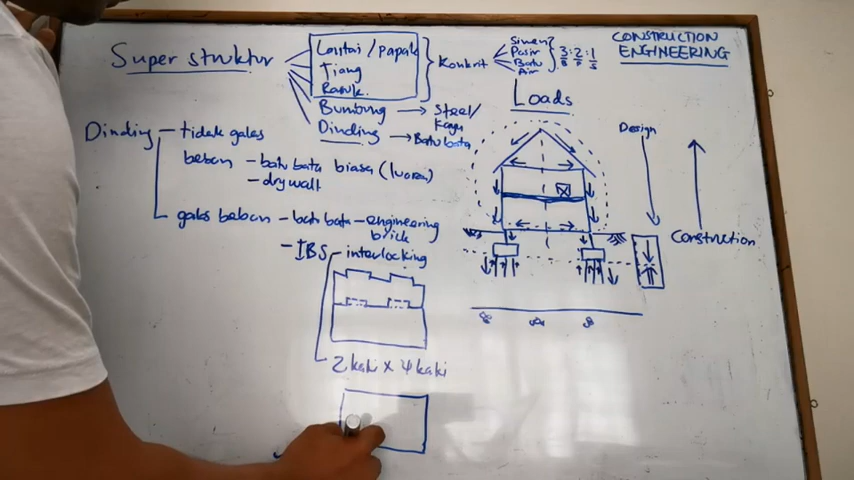 Super struktur
Lantai / papak
Tiang
Rasuk
Bumbung → Steel/
Kayu
Dinding → Batu bata
Konkrit
Simen
Pasir
Batu
Air
3 : 2 : 1
B P S
CONSTRUCTION
ENGINEERING
Loads
Dinding - tidak galas
beban - batu bata biasa (luaran)
- drywall
galas beban - batu bata - engineering
brick
- IBS - interlocking
2 kaki x 4 kaki
Design
Construction